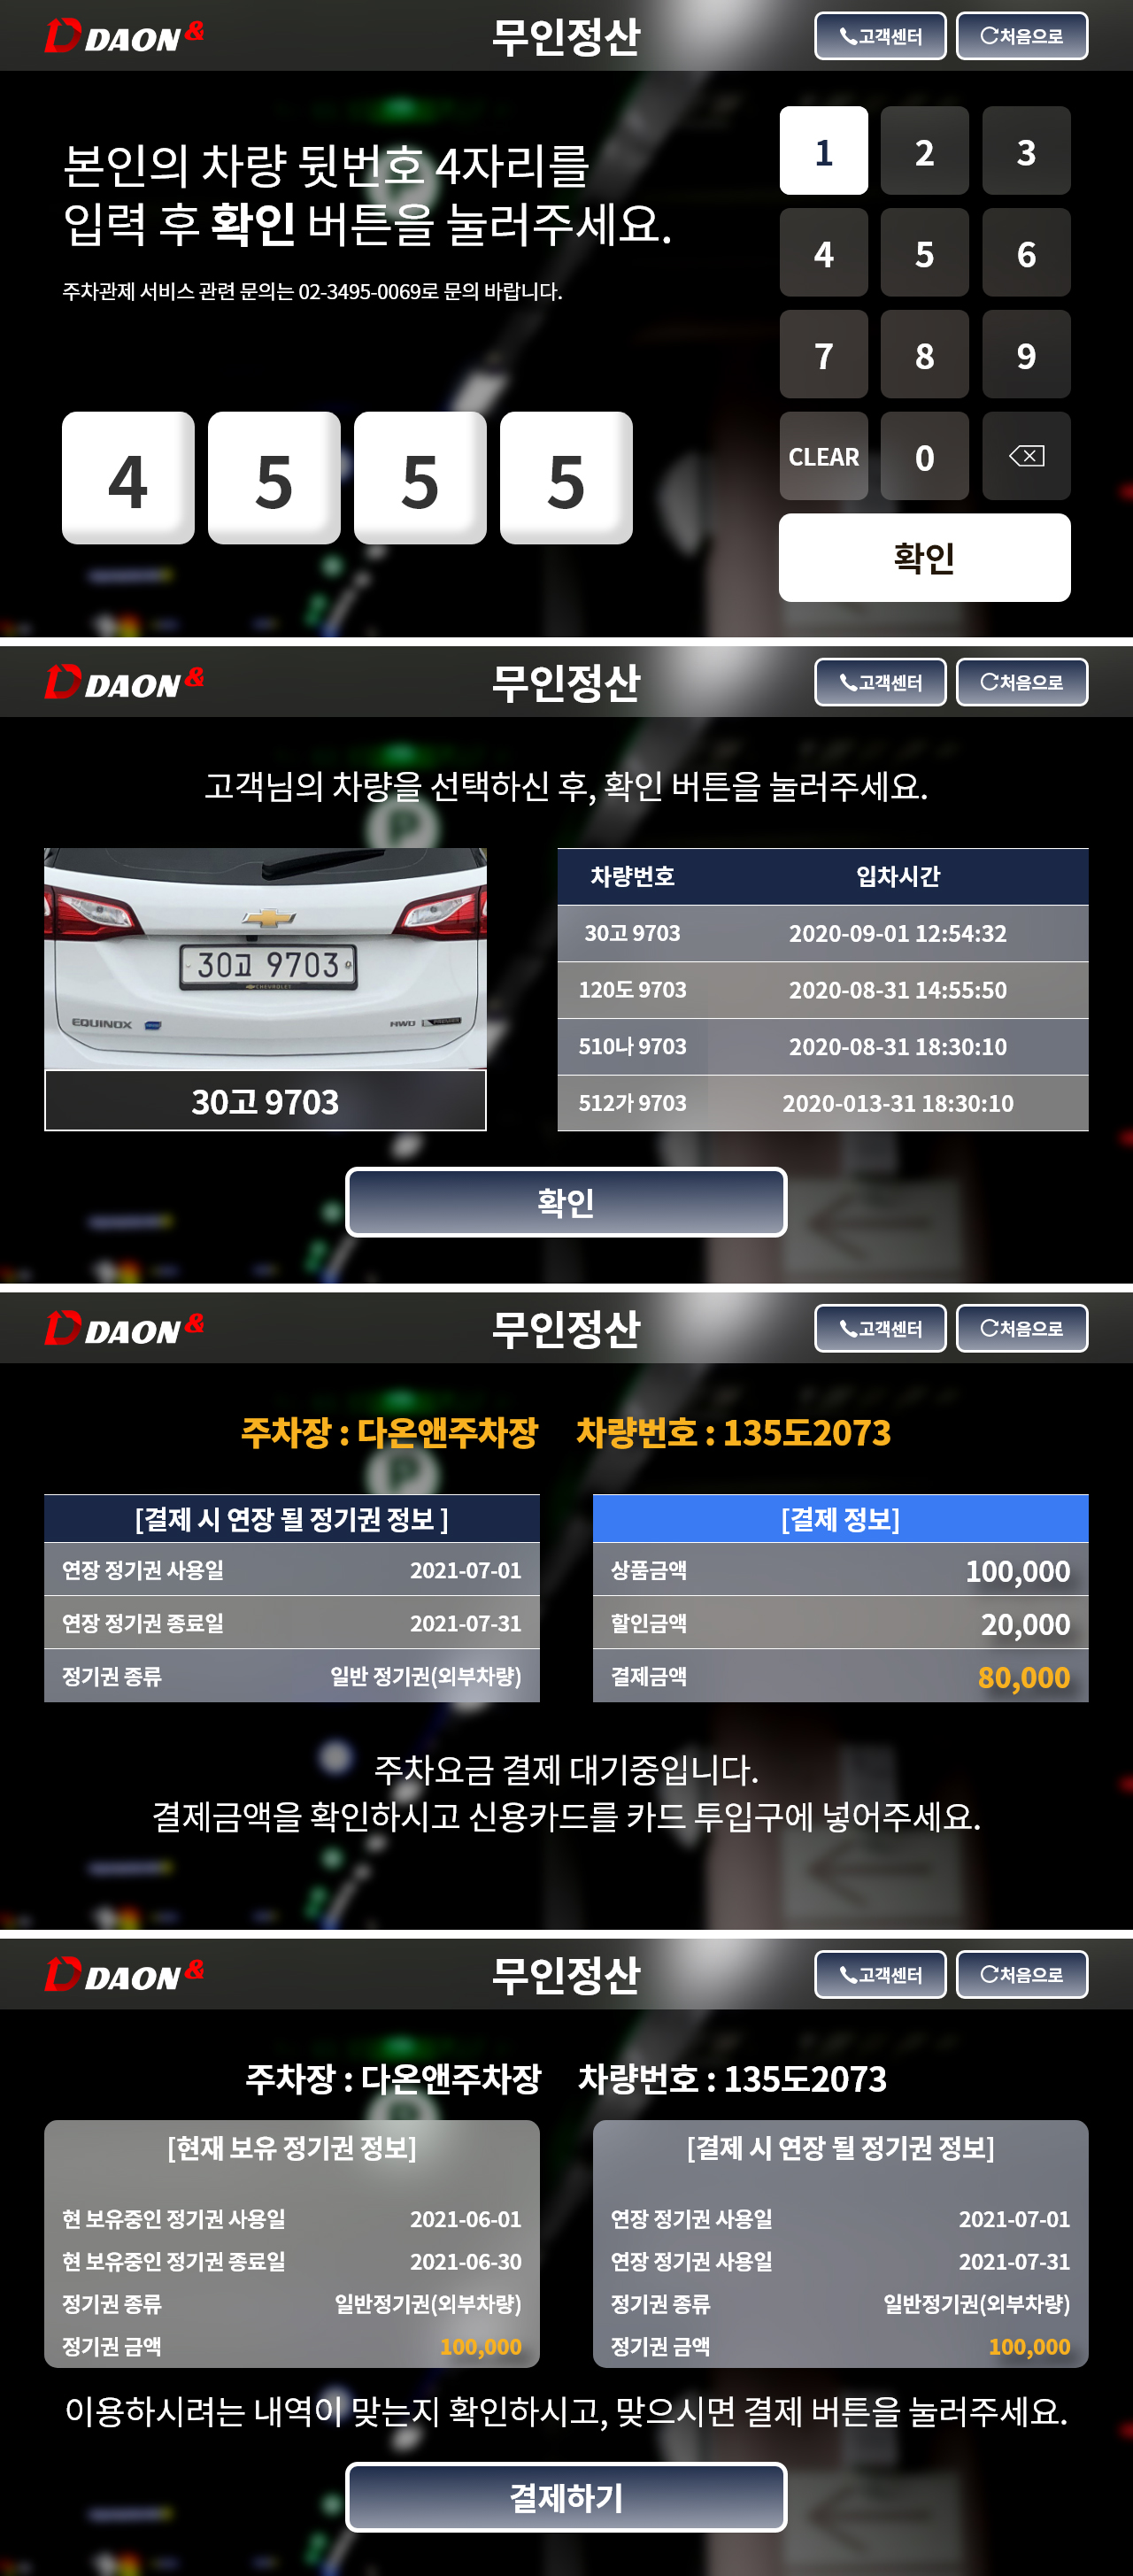 DAON &
무인정산
고객센터
처음으로
본인의 차량 뒷번호 4자리를
입력 후 확인 버튼을 눌러주세요.
주차관제 서비스 관련 문의는 02-3495-0069로 문의 바랍니다.
4 5 5 5
1 2 3
4 5 6
7 8 9
CLEAR 0
확인
DAON &
무인정산
고객센터
처음으로
고객님의 차량을 선택하신 후, 확인 버튼을 눌러주세요.
30고 9703
CHEVROLET
EQUINOX
30고 9703
차량번호 입차시간
30고 9703 2020-09-01 12:54:32
120도 9703 2020-08-31 14:55:50
510나 9703 2020-08-31 18:30:10
512가 9703 2020-013-31 18:30:10
확인
DAON &
무인정산
고객센터
처음으로
주차장 : 다온앤주차장 차량번호 : 135도2073
[결제 시 연장 될 정기권 정보 ]
연장 정기권 사용일 2021-07-01
연장 정기권 종료일 2021-07-31
정기권 종류 일반 정기권(외부차량)
[결제 정보]
상품금액 100,000
할인금액 20,000
결제금액 80,000
주차요금 결제 대기중입니다.
결제금액을 확인하시고 신용카드를 카드 투입구에 넣어주세요.
DAON &
무인정산
고객센터
처음으로
주차장 : 다온앤주차장 차량번호 : 135도2073
[현재 보유 정기권 정보]
현 보유중인 정기권 사용일 2021-06-01
현 보유중인 정기권 종료일 2021-06-30
정기권 종류 일반정기권(외부차량)
정기권 금액 100,000
[결제 시 연장 될 정기권 정보]
연장 정기권 사용일 2021-07-01
연장 정기권 사용일 2021-07-31
정기권 종류 일반정기권(외부차량)
정기권 금액 100,000
이용하시려는 내역이 맞는지 확인하시고, 맞으시면 결제 버튼을 눌러주세요.
결제하기